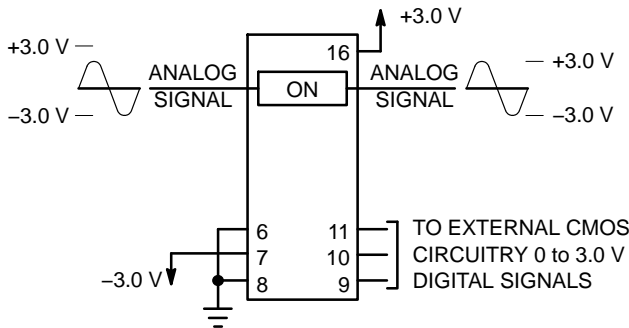 +3.0 V
16
+3.0 V
−3.0 V
ANALOG
SIGNAL
ON
ANALOG
SIGNAL
+3.0 V
−3.0 V
6
7
8
−3.0 V
11
10
9
TO EXTERNAL CMOS
CIRCUITRY 0 to 3.0 V
DIGITAL SIGNALS